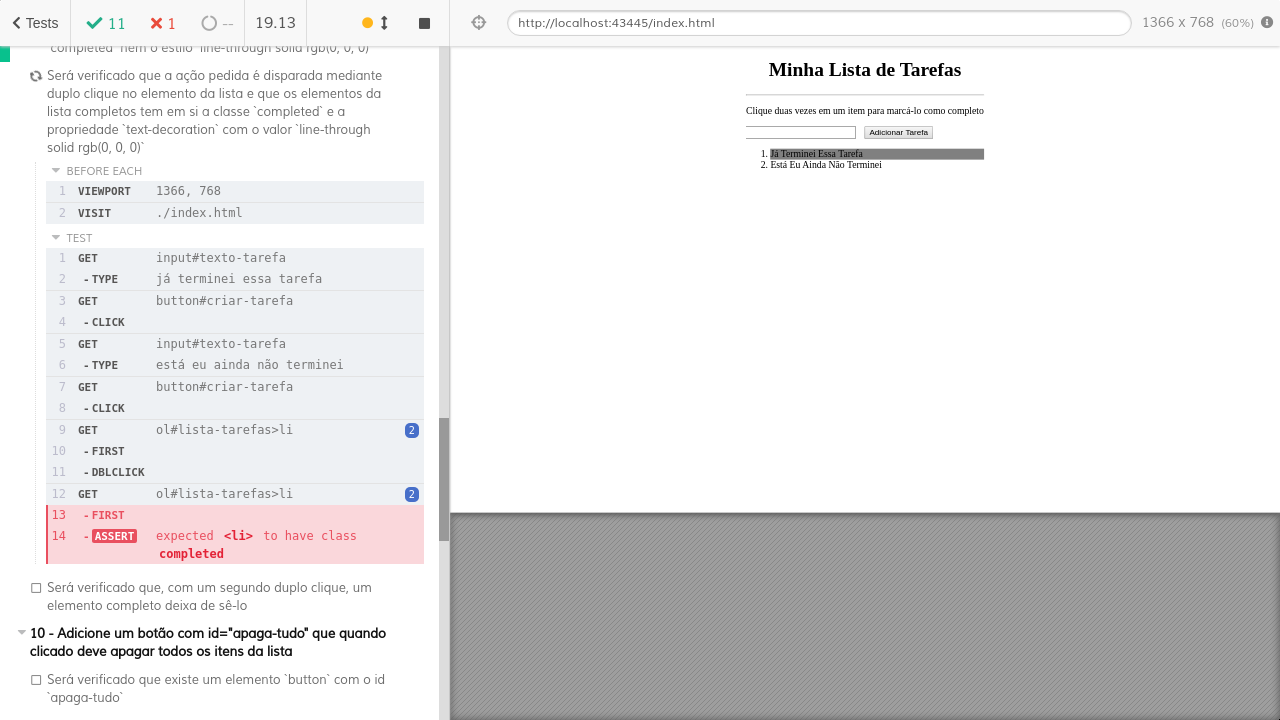 Tests
11
1
--
19.13
http://localhost:43445/index.html
1366 x 768 (60%)
`completed` nem o estilo `line-through solid rgb(0, 0, 0)`
Será verificado que a ação pedida é disparada mediante
duplo clique no elemento da lista e que os elementos da
lista completos tem em si a classe `completed` e a
propriedade `text-decoration` com o valor `line-through
solid rgb(0, 0, 0)`
BEFORE EACH
1 VIEWPORT 1366, 768
2 VISIT ./index.html
TEST
1 GET input#texto-tarefa
2 -TYPE já terminei essa tarefa
3 GET button#criar-tarefa
4 -CLICK
5 GET input#texto-tarefa
6 -TYPE está eu ainda não terminei
7 GET button#criar-tarefa
8 -CLICK
9 GET ol#lista-tarefas>li 2
10 -FIRST
11 -DBLCLICK
12 GET ol#lista-tarefas>li 2
13 -FIRST
14 -ASSERT expected <li> to have class
completed
Será verificado que, com um segundo duplo clique, um
elemento completo deixa de sê-lo
10 - Adicione um botão com id="apaga-tudo" que quando
clicado deve apagar todos os itens da lista
Será verificado que existe um elemento `button` com o id
`apaga-tudo`
Minha Lista de Tarefas
Clique duas vezes em um item para marcá-lo como completo
Adicionar Tarefa
1. Já Terminei Essa Tarefa
2. Está Eu Ainda Não Terminei